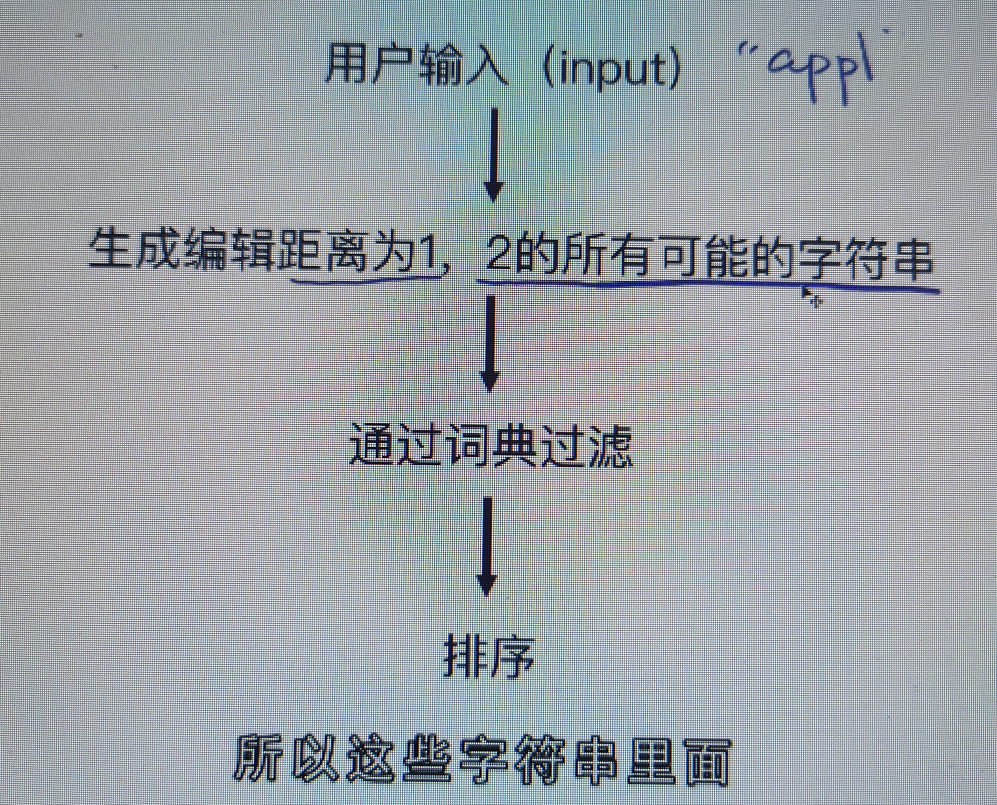 用户输入（input） “appl”
生成编辑距离为1，2的所有可能的字符串
通过词典过滤
排序
所以这些字符串里面